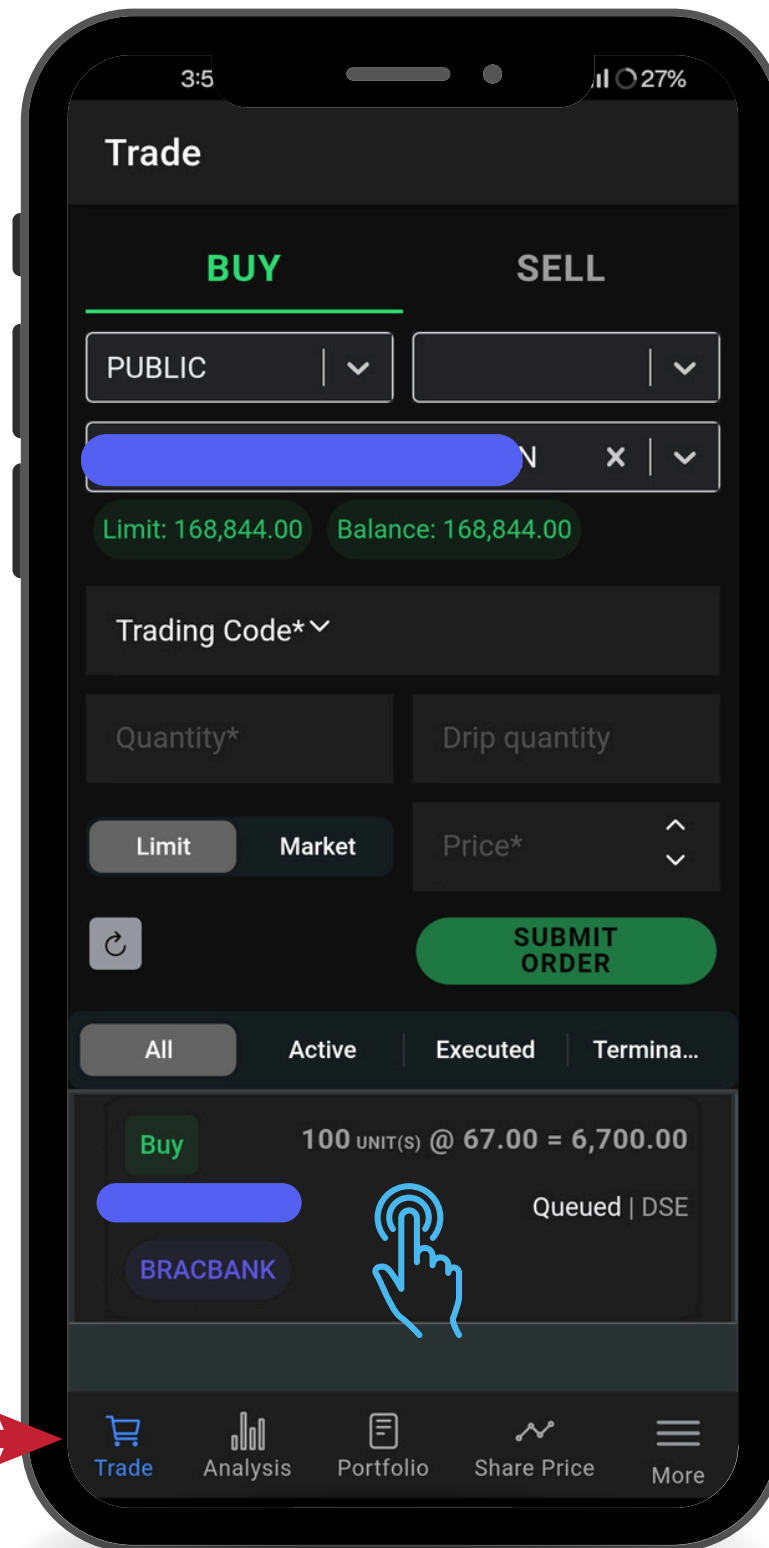 3:5 27%
Trade
BUY SELL
PUBLIC
N
Limit: 168,844.00 Balance: 168,844.00
Trading Code*
Quantity* Drip quantity
Limit Market Price*
SUBMIT
ORDER
All Active Executed Termina...
Buy 100 UNIT(S) @ 67.00 = 6,700.00
Queued | DSE
BRACBANK
Trade Analysis Portfolio Share Price More